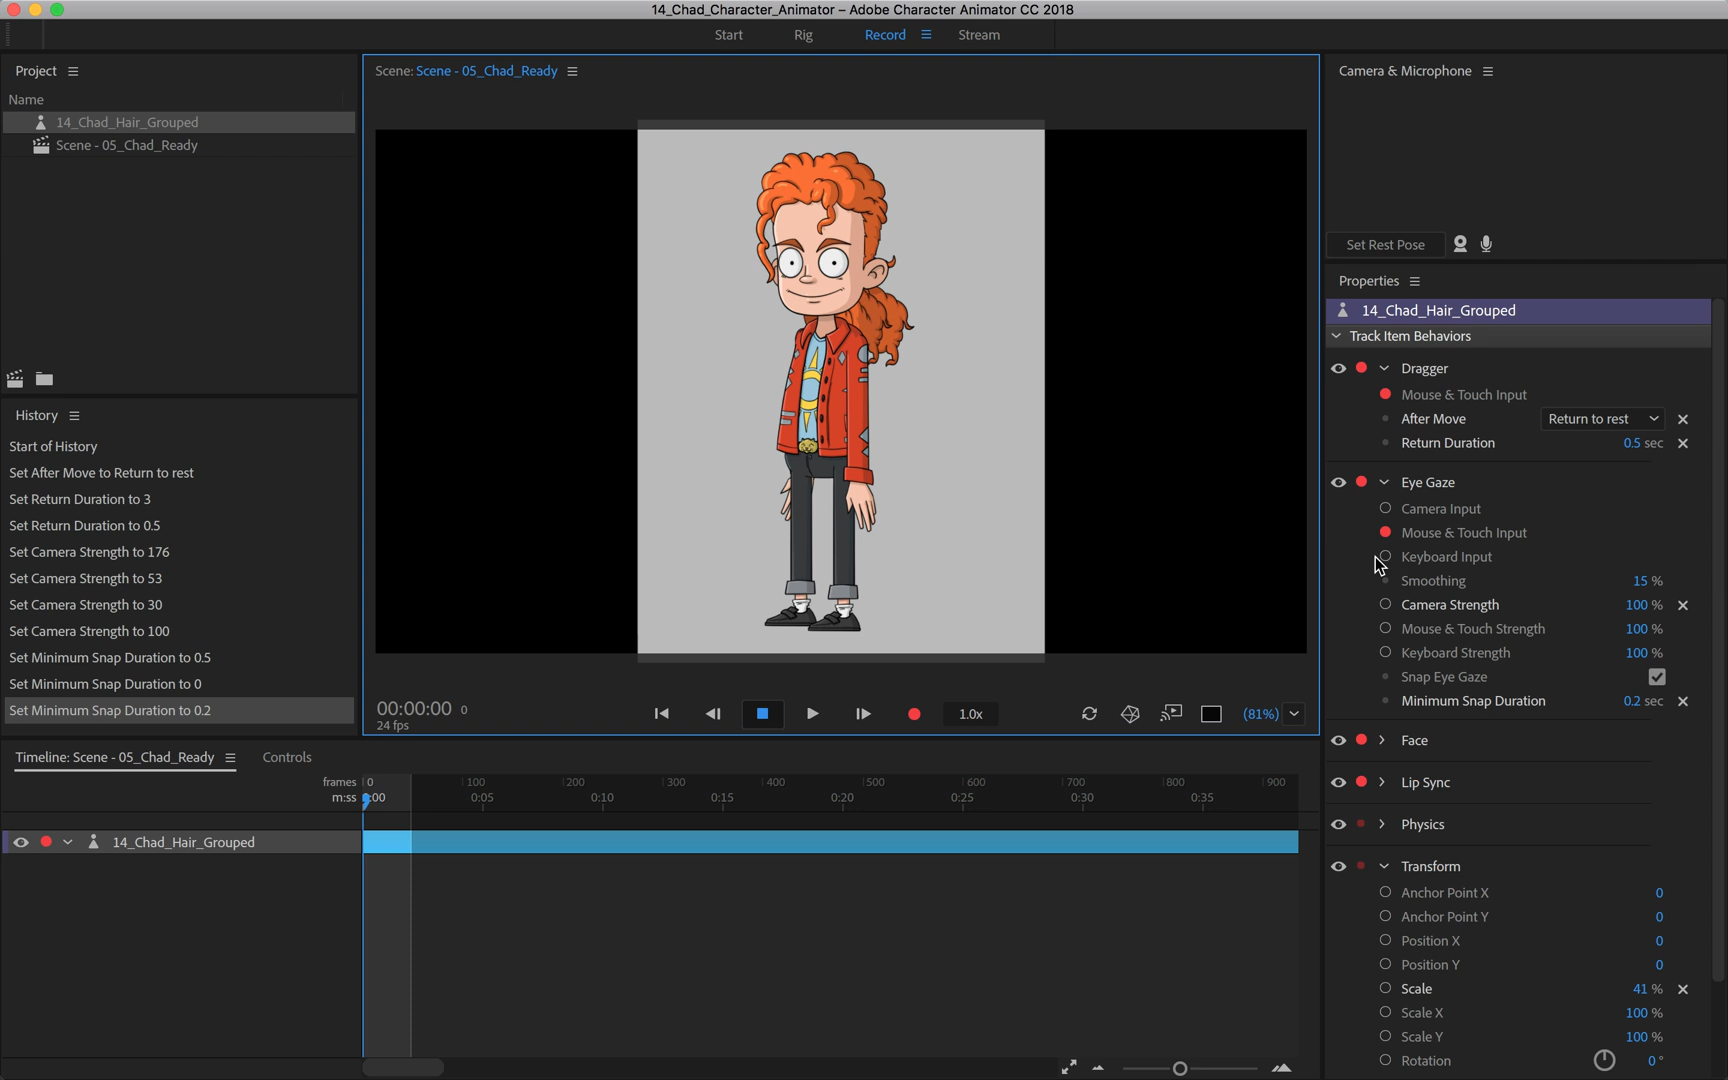 14_Chad_Character_Animator – Adobe Character Animator CC 2018
Start Rig Record Stream
Project
Name
14_Chad_Hair_Grouped
Scene - 05_Chad_Ready
History
Start of History
Set After Move to Return to rest
Set Return Duration to 3
Set Return Duration to 0.5
Set Camera Strength to 176
Set Camera Strength to 53
Set Camera Strength to 30
Set Camera Strength to 100
Set Minimum Snap Duration to 0.5
Set Minimum Snap Duration to 0
Set Minimum Snap Duration to 0.2
Scene: Scene - 05_Chad_Ready
00:00:00 0
24 fps
1.0x
(81%)
Camera & Microphone
Set Rest Pose
Properties
14_Chad_Hair_Grouped
Track Item Behaviors
Dragger
Mouse & Touch Input
After Move Return to rest
Return Duration 0.5 sec
Eye Gaze
Camera Input
Mouse & Touch Input
Keyboard Input
Smoothing 15 %
Camera Strength 100 %
Mouse & Touch Strength 100 %
Keyboard Strength 100 %
Snap Eye Gaze
Minimum Snap Duration 0.2 sec
Face
Lip Sync
Physics
Transform
Anchor Point X 0
Anchor Point Y 0
Position X 0
Position Y 0
Scale 41 %
Scale X 100 %
Scale Y 100 %
Rotation 0 °
Timeline: Scene - 05_Chad_Ready Controls
frames 0 100 200 300 400 500 600 700 800 900
m:ss 0:00 0:05 0:10 0:15 0:20 0:25 0:30 0:35
14_Chad_Hair_Grouped